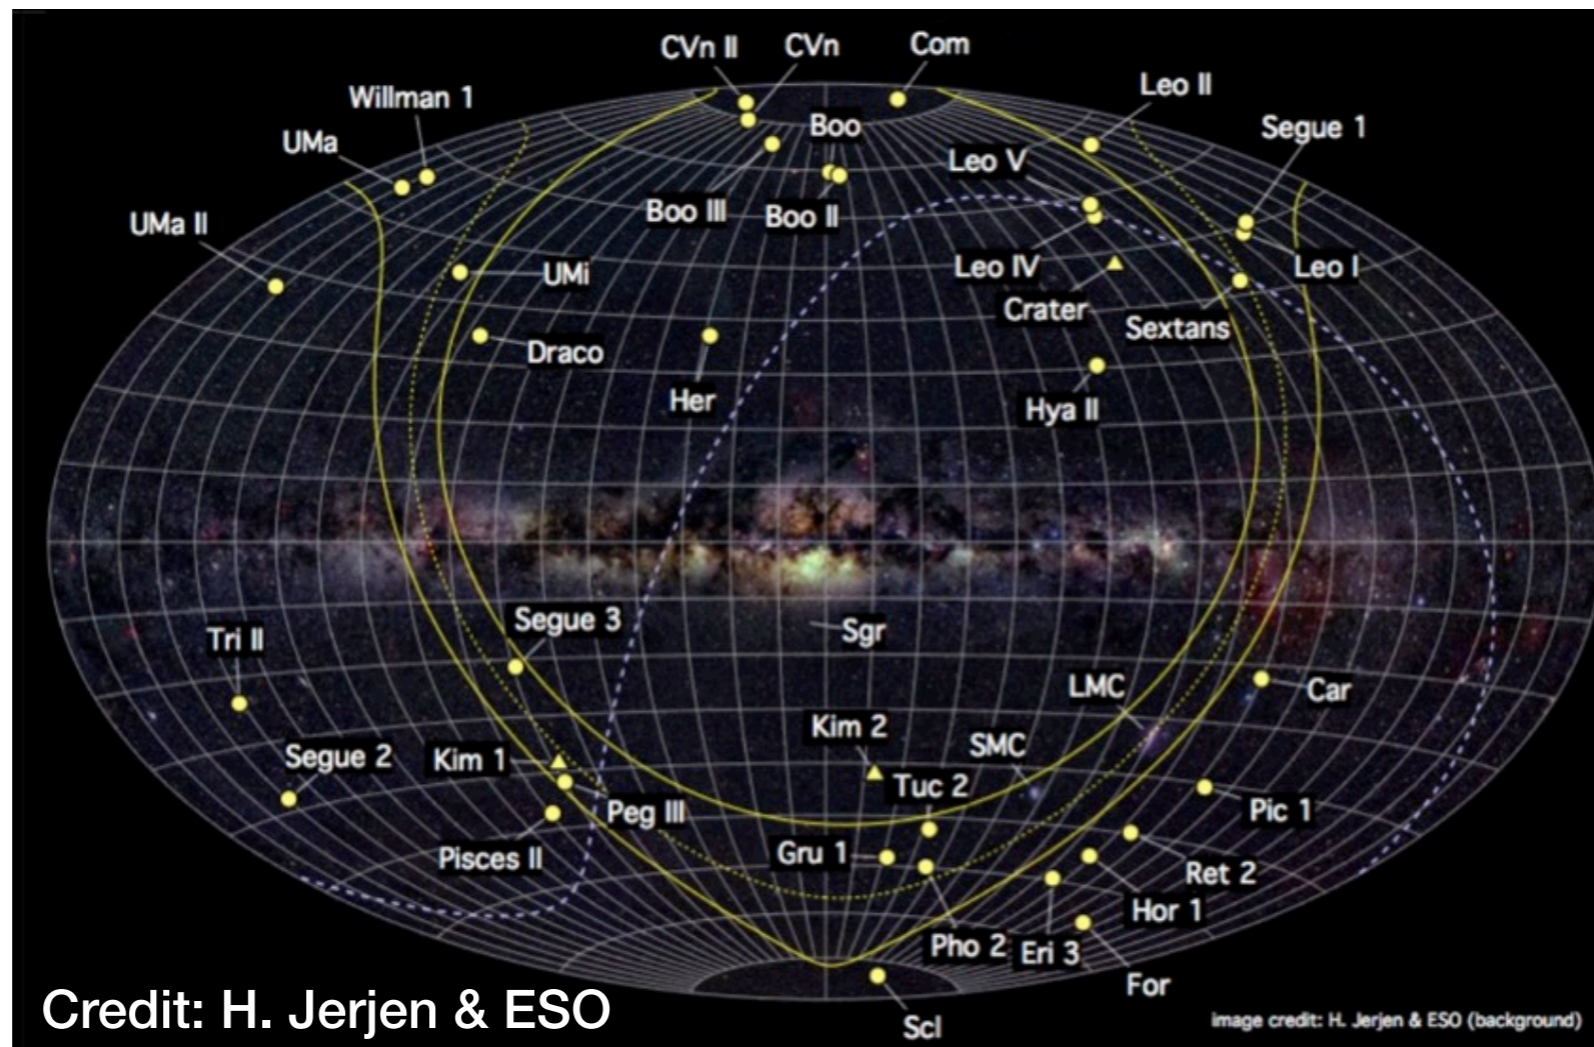 CVn II
CVn
Com
Leo II
Willman 1
Segue 1
UMa
Boo
Leo V
UMa II
Boo III
Boo II
UMi
Leo IV
Leo I
Crater
Sextans
Draco
Her
Hya II
Segue 3
Sgr
Tri II
LMC
Car
Kim 2
SMC
Segue 2
Kim 1
Tuc 2
Peg III
Pic 1
Gru 1
Pisces II
Ret 2
Hor 1
Pho 2
Eri 3
For
Scl
Credit: H. Jerjen & ESO
image credit: H. Jerjen & ESO (background)